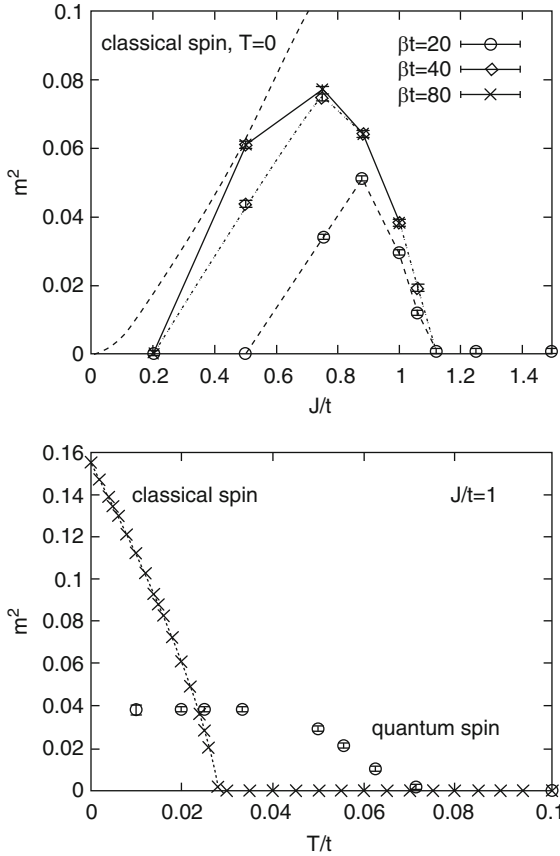 classical spin, T=0
βt=20
βt=40
βt=80
0.1
0.08
0.06
0.04
0.02
0
m²
0 0.2 0.4 0.6 0.8 1 1.2 1.4
J/t
0.16
0.14
0.12
0.1
0.08
0.06
0.04
0.02
0
m²
classical spin
J/t=1
quantum spin
0 0.02 0.04 0.06 0.08 0.1
T/t